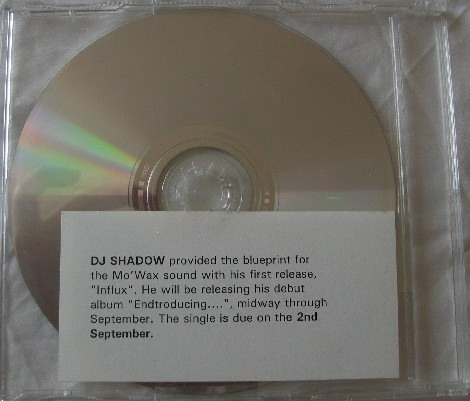 DJ SHADOW provided the blueprint for
the Mo'Wax sound with his first release,
"Influx". He will be releasing his debut
album "Endtroducing....", midway through
September. The single is due on the 2nd
September.